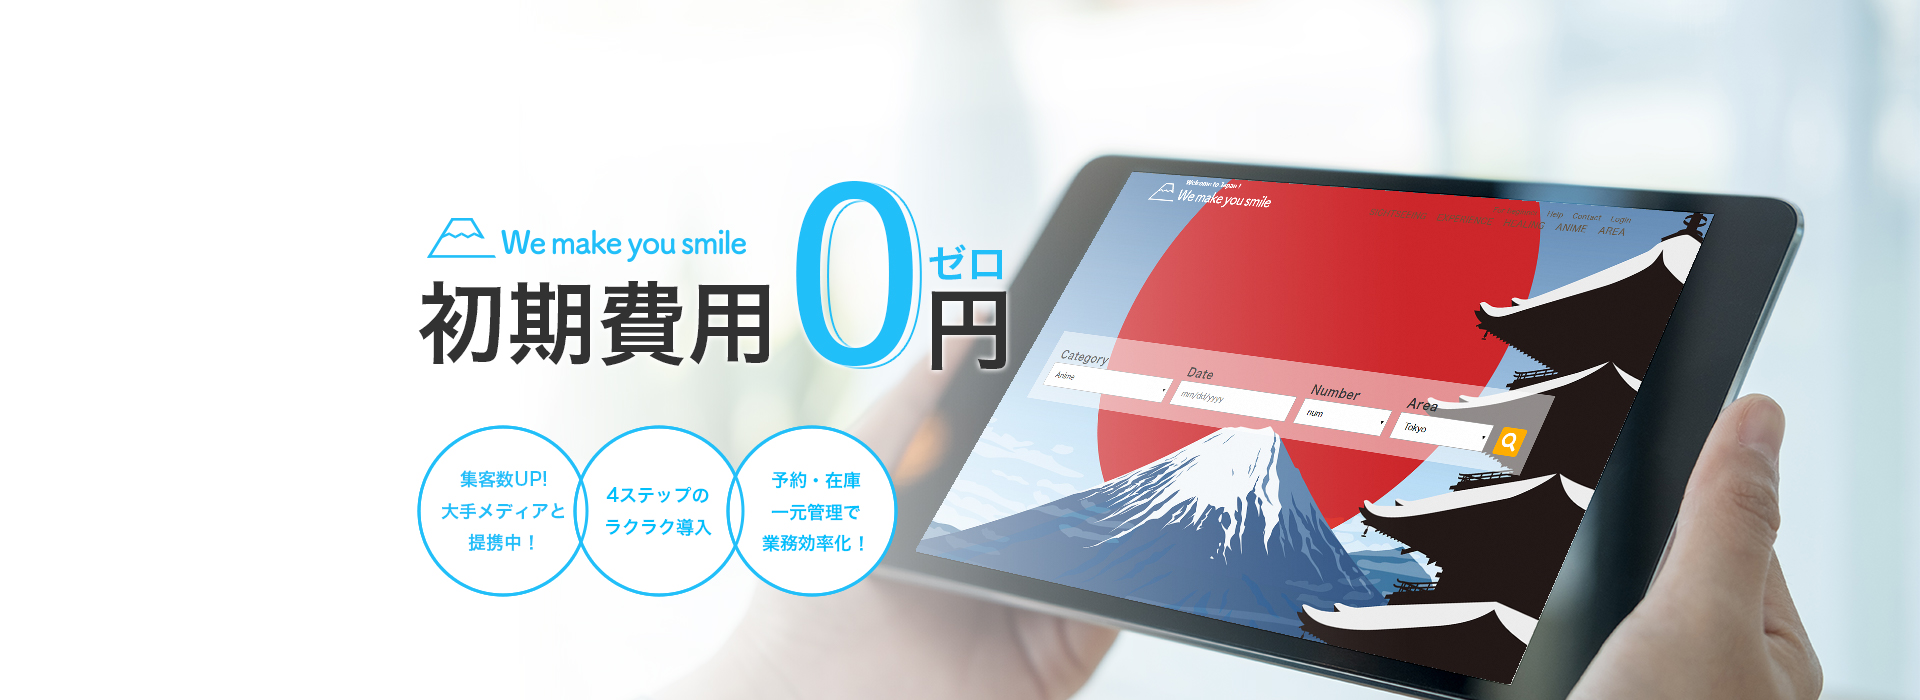 We make you smile
初期費用0円
ゼロ
集客数UP!
大手メディアと
提携中！
4ステップの
ラクラク導入
予約・在庫
一元管理で
業務効率化！
Welcome to Japan !
We make you smile
Help Contact Login
ANIME AREA
Category
Anime
Date
mm/dd/yyyy
Number
num
Area
Tokyo